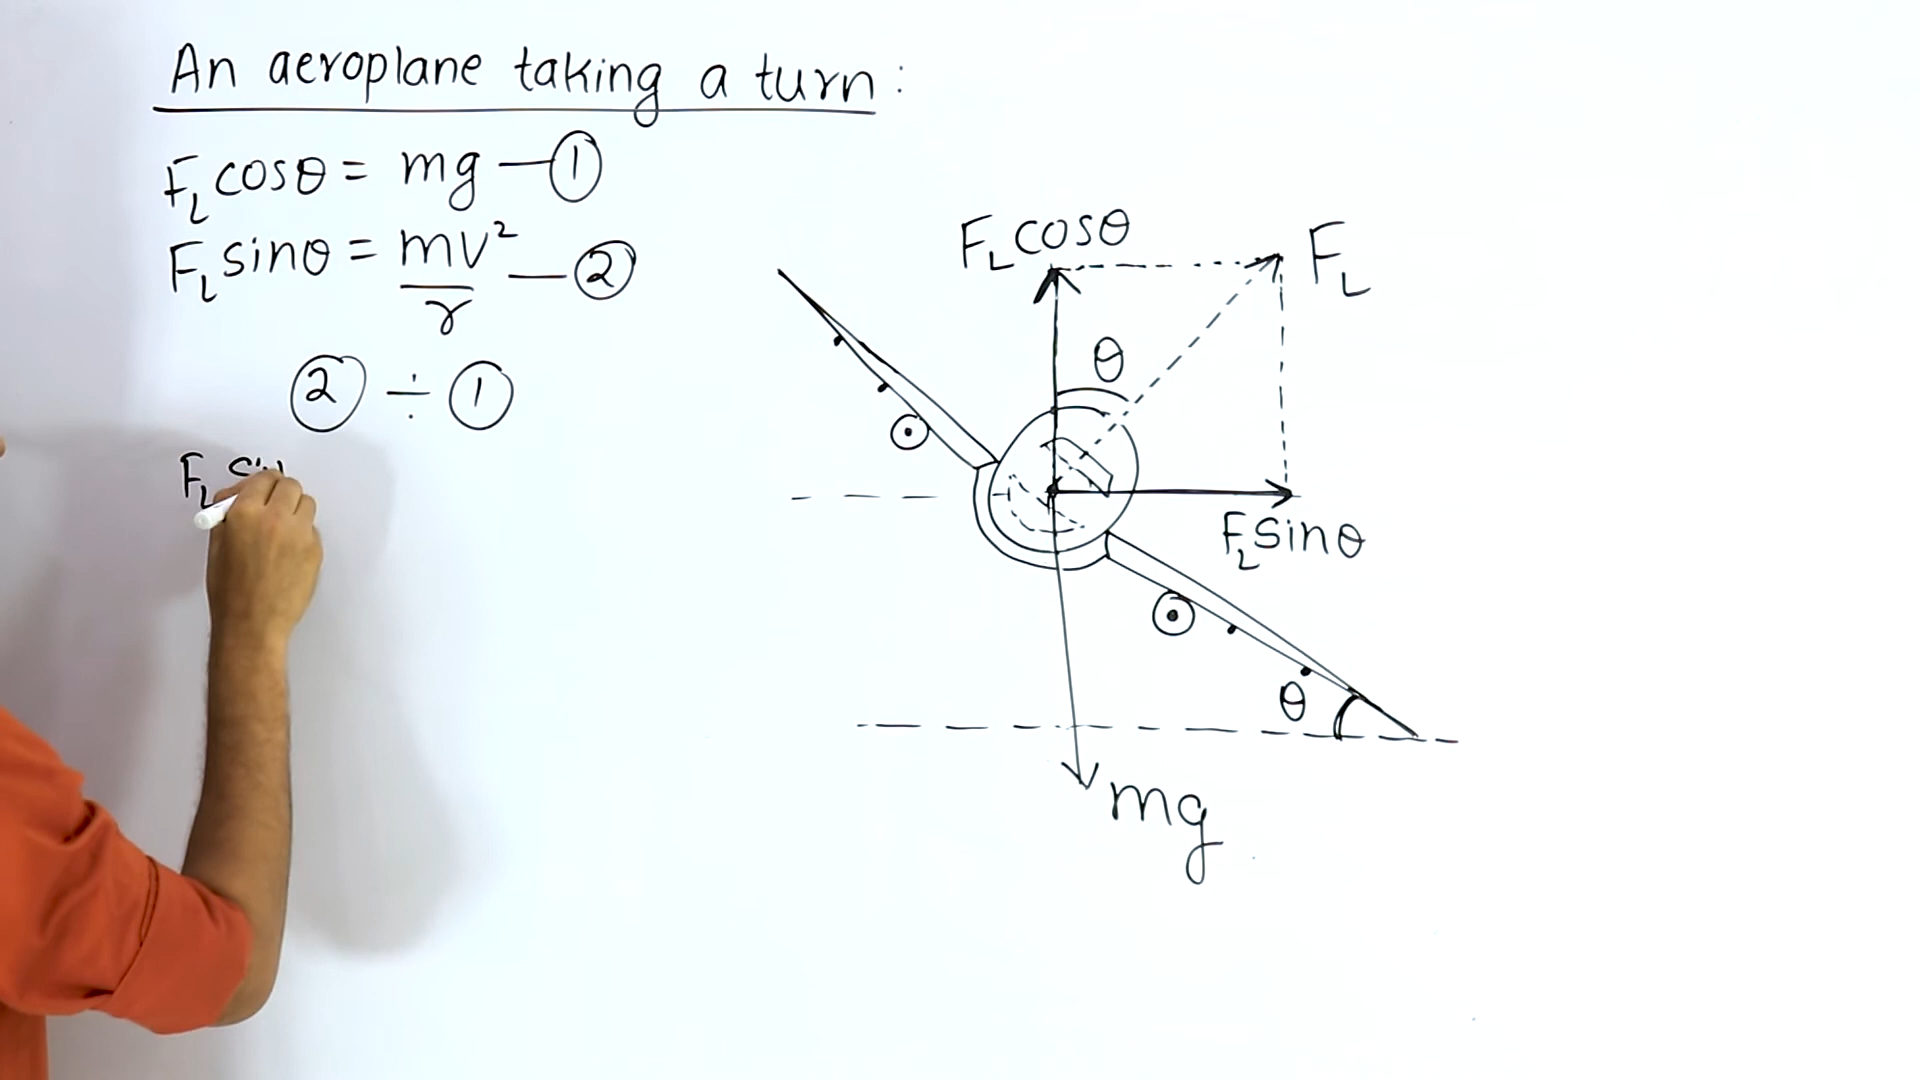 An aeroplane taking a turn:
F_L cosθ = mg — ①
F_L sinθ = mv²/r — ②
② ÷ ①
F_L
F_L cosθ
F_L
θ
F_L sinθ
θ
mg